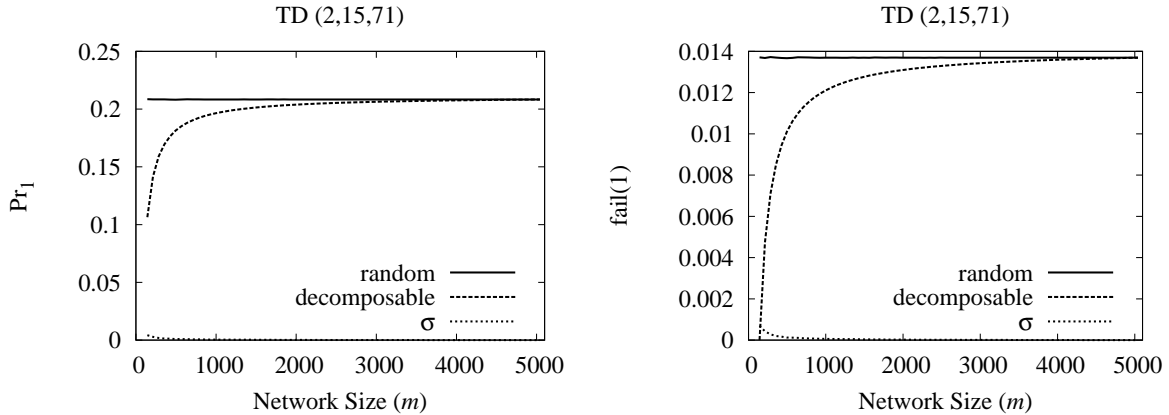 TD (2,15,71)
0.25
0.2
0.15
0.1
0.05
0
Pr1
random
decomposable
σ
0 1000 2000 3000 4000 5000
Network Size (m)
TD (2,15,71)
0.014
0.012
0.01
0.008
0.006
0.004
0.002
0
fail(1)
random
decomposable
σ
0 1000 2000 3000 4000 5000
Network Size (m)